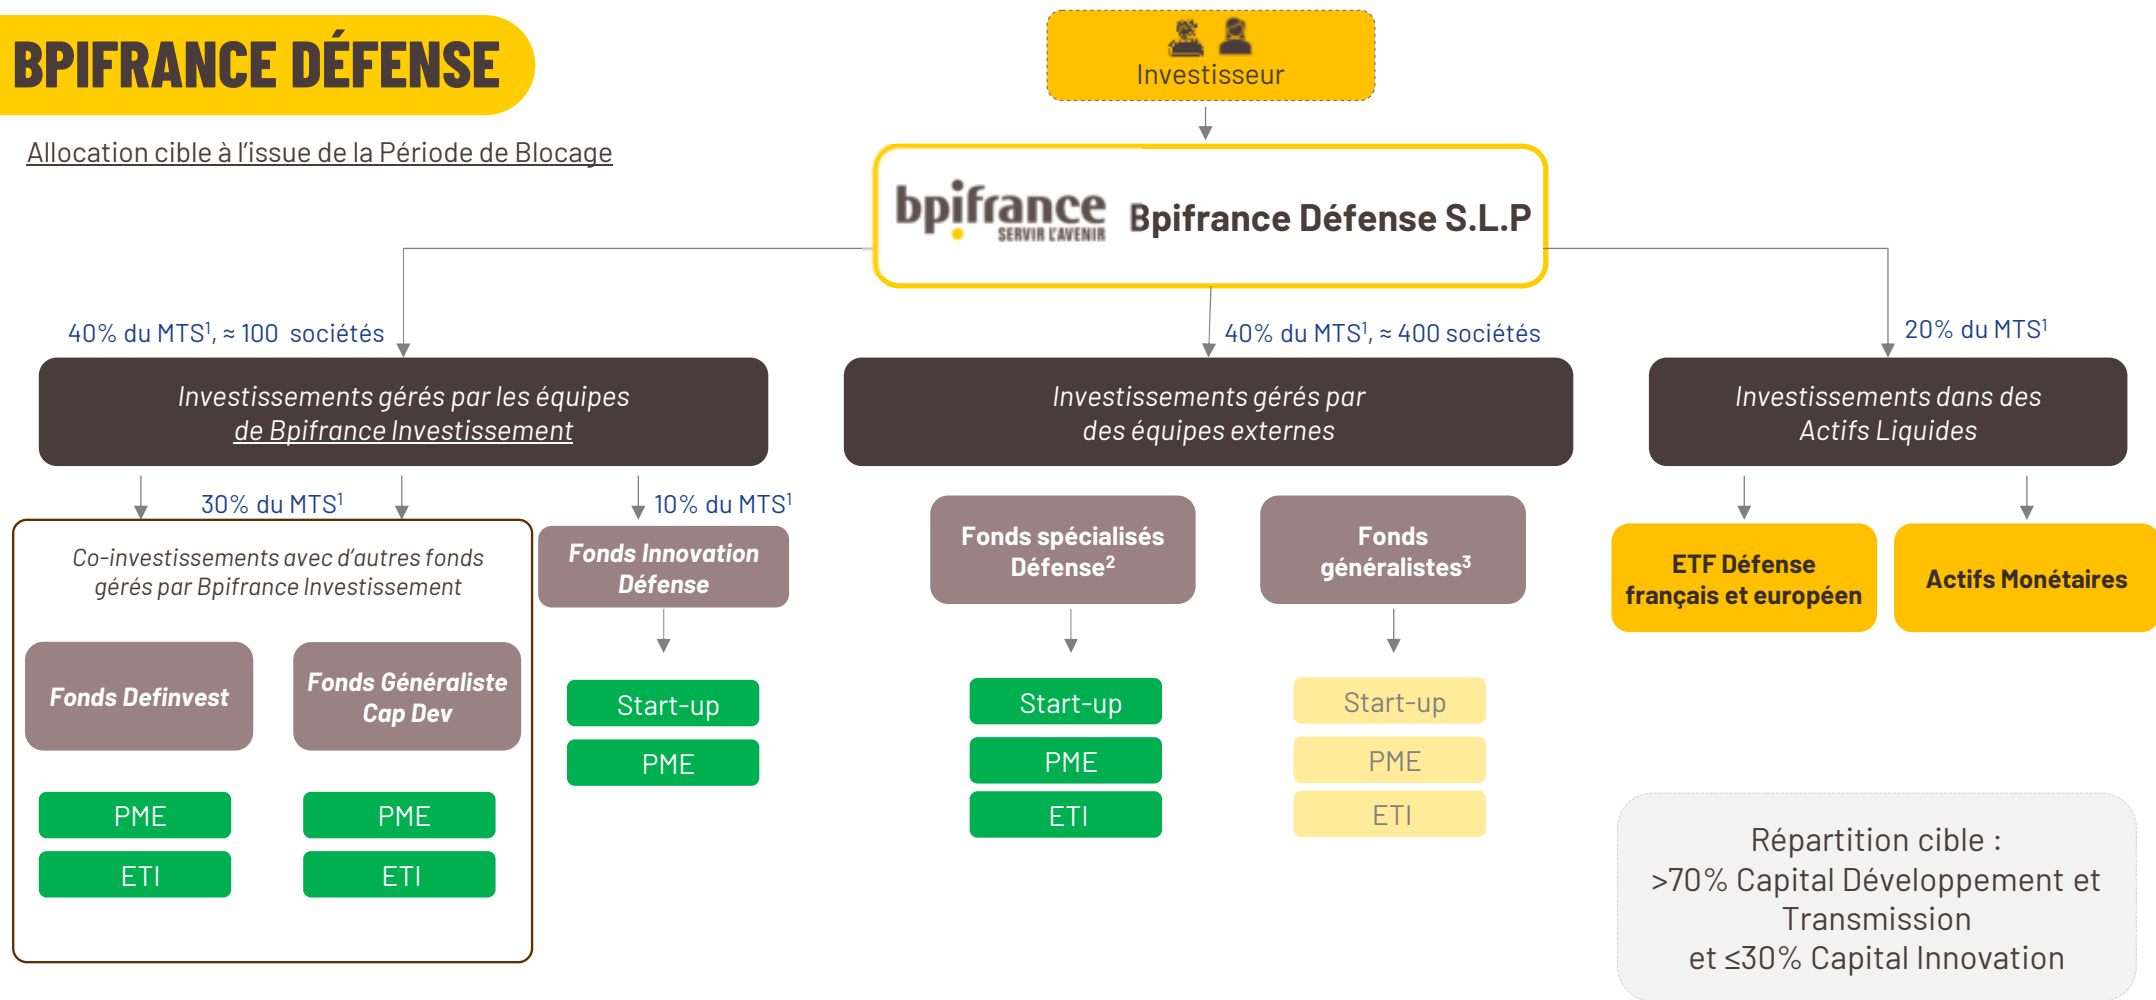 BPIFRANCE DÉFENSE
Allocation cible à l'issue de la Période de Blocage
Investisseur
bpifrance
SERVIR L'AVENIR
Bpifrance Défense S.L.P
40% du MTS¹, ≈ 100 sociétés
40% du MTS¹, ≈ 400 sociétés
20% du MTS¹
Investissements gérés par les équipes
de Bpifrance Investissement
Investissements gérés par
des équipes externes
Investissements dans des
Actifs Liquides
30% du MTS¹
10% du MTS¹
Co-investissements avec d'autres fonds
gérés par Bpifrance Investissement
Fonds Definvest
Fonds Généraliste
Cap Dev
PME
ETI
PME
ETI
Fonds Innovation
Défense
Start-up
PME
Fonds spécialisés
Défense²
Start-up
PME
ETI
Fonds
généralistes³
Start-up
PME
ETI
ETF Défense
français et européen
Actifs Monétaires
Répartition cible :
>70% Capital Développement et
Transmission
et ≤30% Capital Innovation